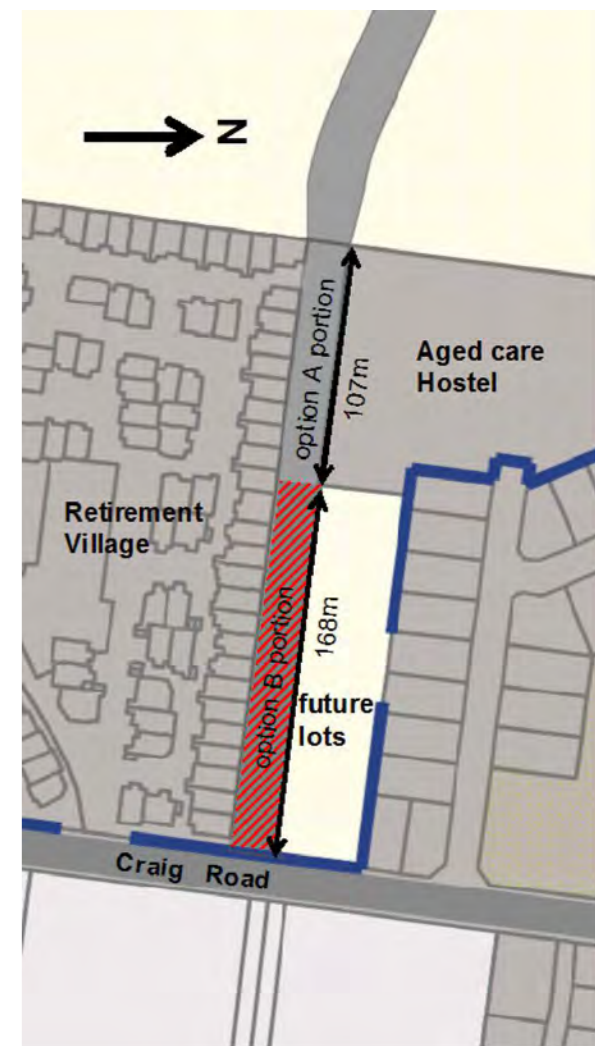 N
option A portion
107m
Aged care
Hostel
Retirement
Village
option B portion
168m
future
lots
Craig Road